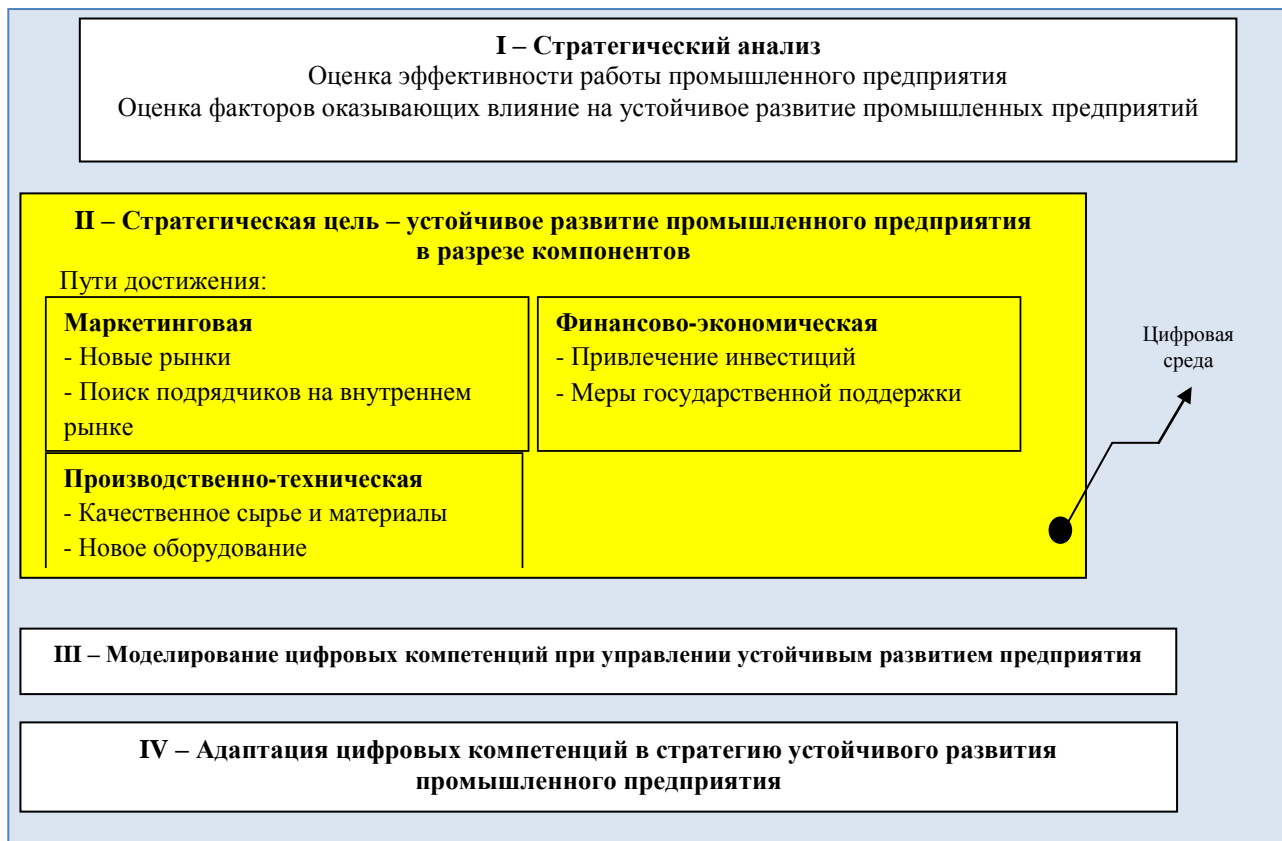 I – Стратегический анализ
Оценка эффективности работы промышленного предприятия
Оценка факторов оказывающих влияние на устойчивое развитие промышленных предприятий
II – Стратегическая цель – устойчивое развитие промышленного предприятия
в разрезе компонентов
Пути достижения:
Маркетинговая
- Новые рынки
- Поиск подрядчиков на внутреннем
рынке
Финансово-экономическая
- Привлечение инвестиций
- Меры государственной поддержки
Производственно-техническая
- Качественное сырье и материалы
- Новое оборудование
Цифровая
среда
III – Моделирование цифровых компетенций при управлении устойчивым развитием предприятия
IV – Адаптация цифровых компетенций в стратегию устойчивого развития
промышленного предприятия